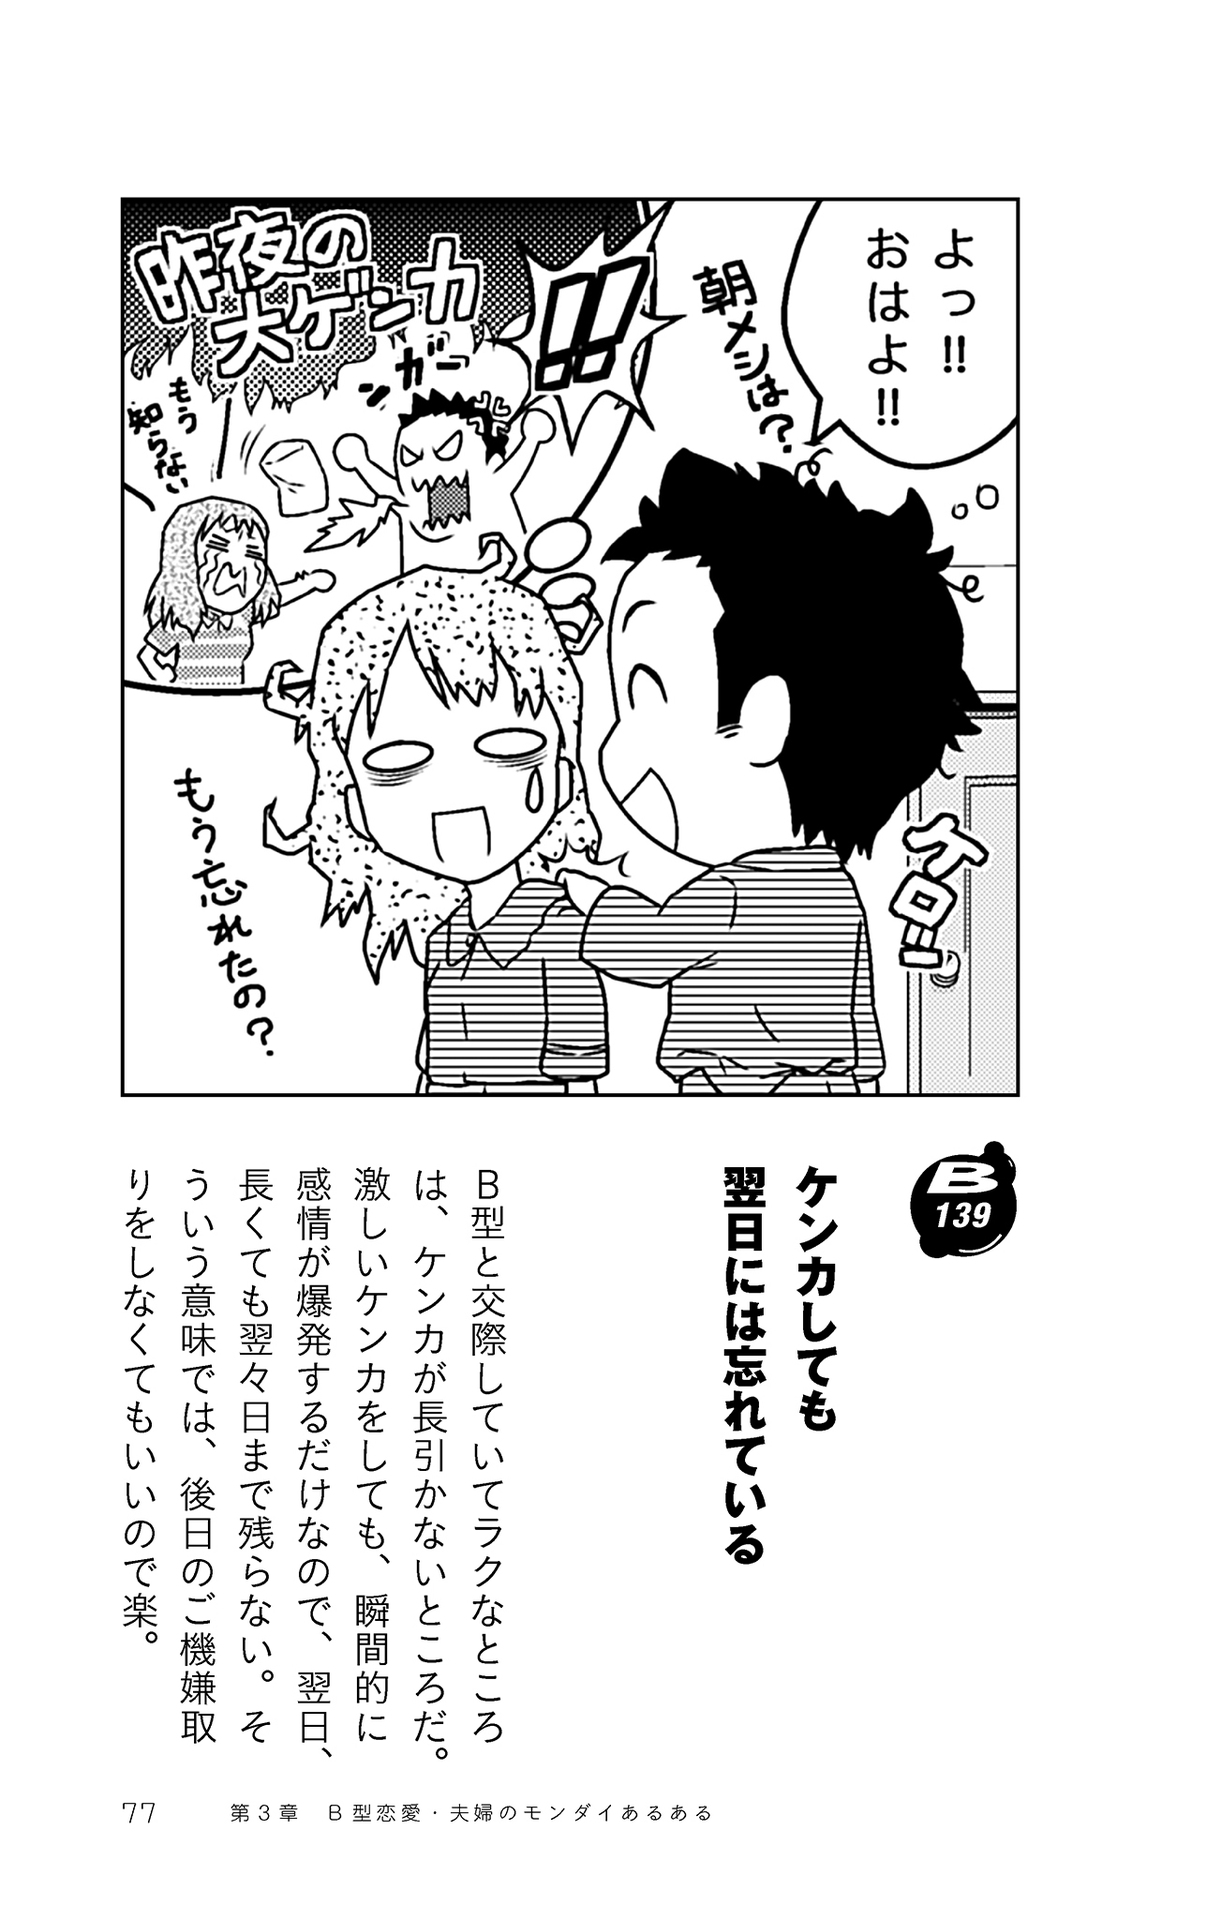 よっ!!
おはよ!!
朝メシは?
!!
昨夜の
大ゲンカ
ンガー
もう
知らない
もう忘れたの?
ケロ!!
B
139
ケンカしても
翌日には忘れている
B型と交際していてラクなところ
は、ケンカが長引かないところだ。
激しいケンカをしても、瞬間的に
感情が爆発するだけなので、翌日、
長くても翌々日まで残らない。そ
ういう意味では、後日のご機嫌取
りをしなくてもいいので楽。
77
第3章 B型恋愛・夫婦のモンダイあるある